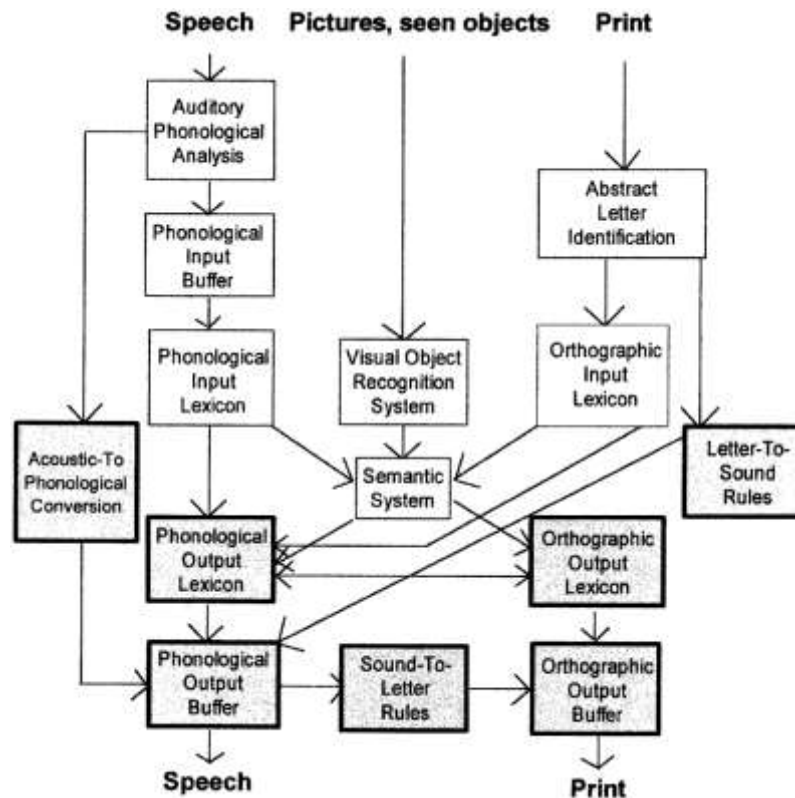 Speech
Pictures, seen objects
Print
Auditory
Phonological
Analysis
Abstract
Letter
Identification
Phonological
Input
Buffer
Phonological
Input
Lexicon
Visual Object
Recognition
System
Orthographic
Input
Lexicon
Acoustic-To
Phonological
Conversion
Semantic
System
Letter-To-
Sound
Rules
Phonological
Output
Lexicon
Orthographic
Output
Lexicon
Phonological
Output
Buffer
Sound-To-
Letter
Rules
Orthographic
Output
Buffer
Speech
Print